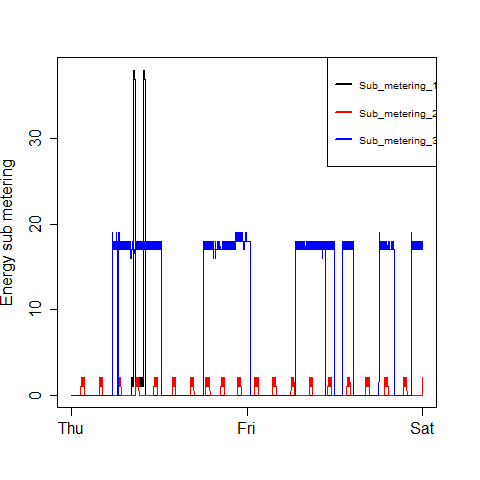 Energy sub metering
0
10
20
30
Thu
Fri
Sat
Sub_metering_1
Sub_metering_2
Sub_metering_3